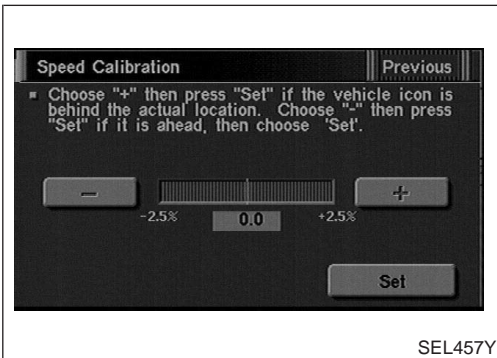 Speed Calibration Previous
Choose "+" then press "Set" if the vehicle icon is
behind the actual location. Choose "-" then press
"Set" if it is ahead, then choose 'Set'.
− +
-2.5% 0.0 +2.5%
Set
SEL457Y